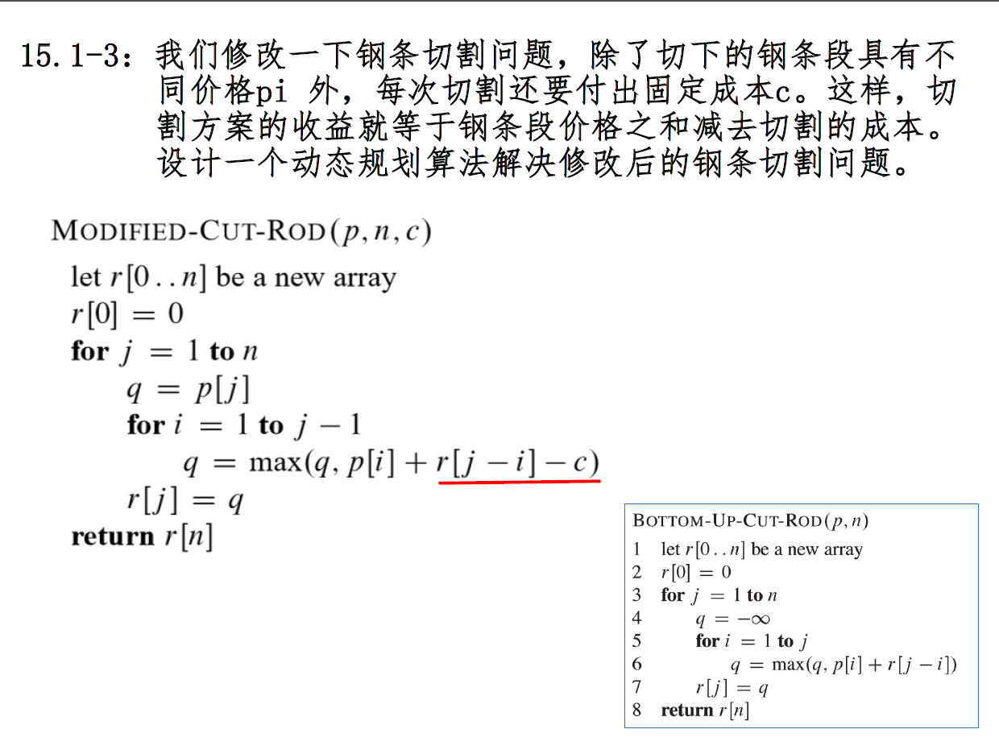 15.1-3：我们修改一下钢条切割问题，除了切下的钢条段具有不
同价格pi 外，每次切割还要付出固定成本c。这样，切
割方案的收益就等于钢条段价格之和减去切割的成本。
设计一个动态规划算法解决修改后的钢条切割问题。
MODIFIED-CUT-ROD(p, n, c)
let r[0..n] be a new array
r[0] = 0
for j = 1 to n
q = p[j]
for i = 1 to j − 1
q = max(q, p[i] + r[j − i] − c)
r[j] = q
return r[n]
BOTTOM-UP-CUT-ROD(p, n)
1 let r[0..n] be a new array
2 r[0] = 0
3 for j = 1 to n
4 q = −∞
5 for i = 1 to j
6 q = max(q, p[i] + r[j − i])
7 r[j] = q
8 return r[n]